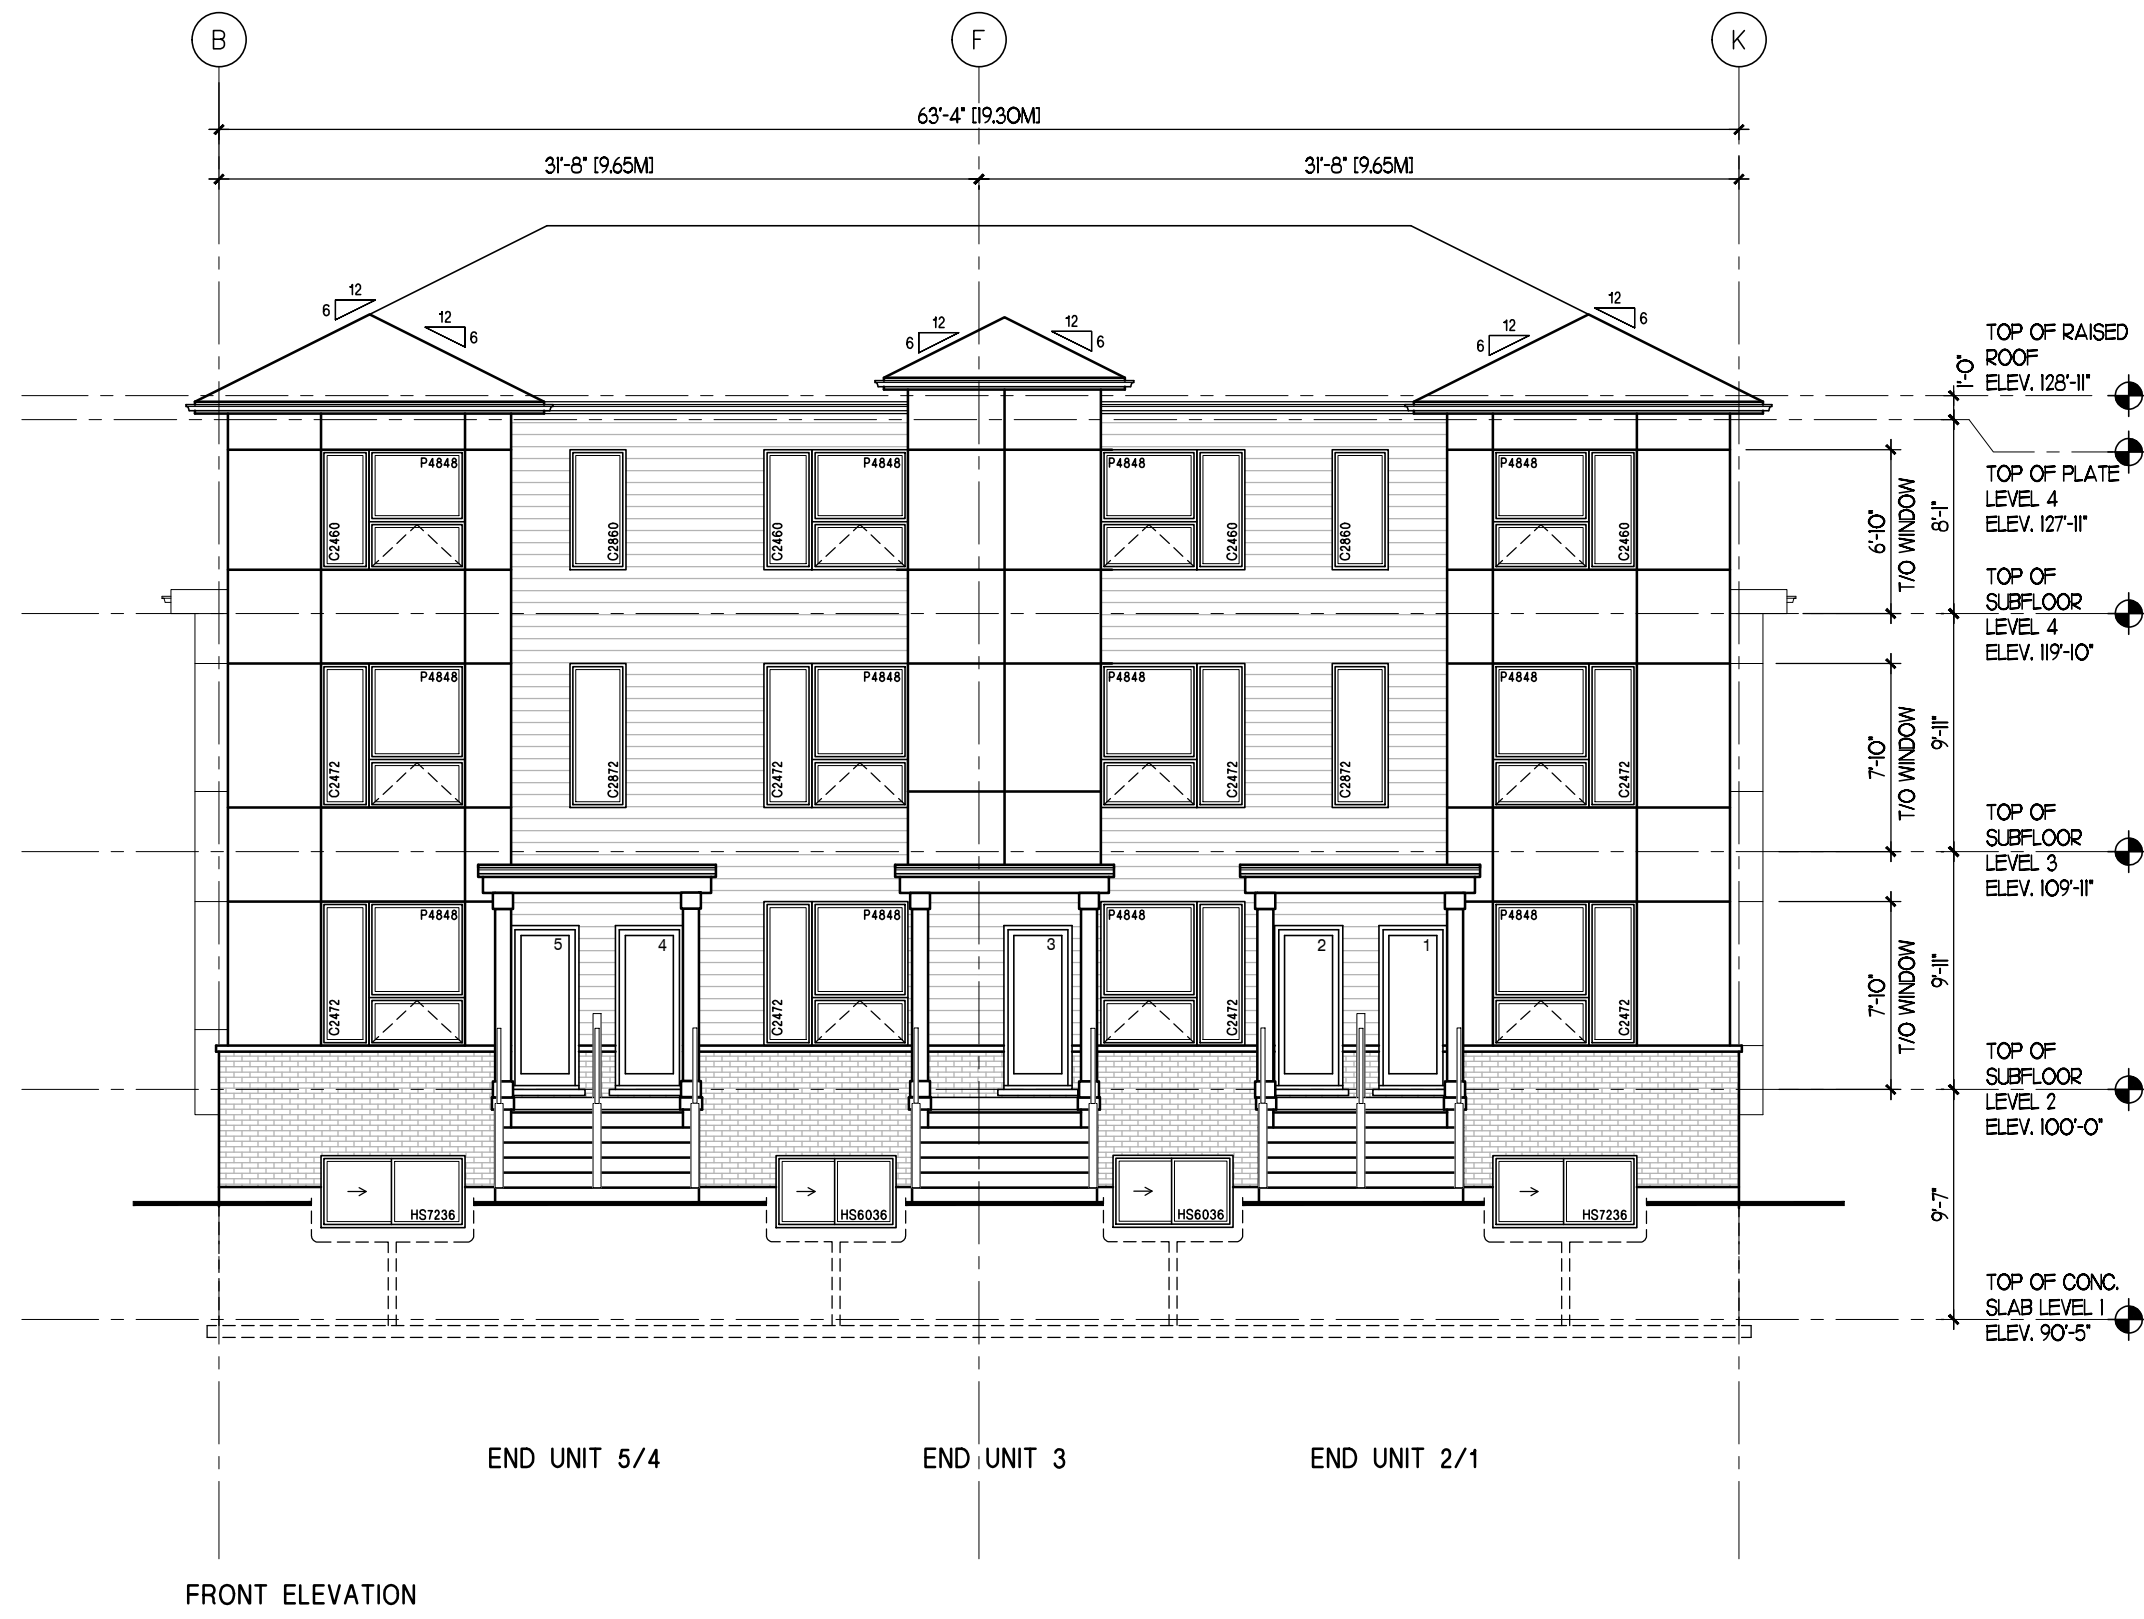 B F K
63'-4" [19.30M]
31'-8" [9.65M] 31'-8" [9.65M]
12 6 12 6 12 6 12 6 12 6 12 6
TOP OF RAISED
ROOF
ELEV. 128'-11"
1'-0"
P4848 P4848 P4848 P4848
C2460 C2860 C2460 C2460 C2860 C2460
6'-10"
T/O WINDOW
8'-1"
TOP OF PLATE
LEVEL 4
ELEV. 127'-11"
TOP OF
SUBFLOOR
LEVEL 4
ELEV. 119'-10"
P4848 P4848 P4848 P4848
C2472 C2872 C2472 C2472 C2872 C2472
7'-10"
T/O WINDOW
9'-11"
TOP OF
SUBFLOOR
LEVEL 3
ELEV. 109'-11"
P4848 P4848 P4848 P4848
5 4 3 2 1
C2472 C2472 C2472 C2472
7'-10"
T/O WINDOW
9'-11"
TOP OF
SUBFLOOR
LEVEL 2
ELEV. 100'-0"
HS7236 HS6036 HS6036 HS7236
9'-7"
TOP OF CONC.
SLAB LEVEL 1
ELEV. 90'-5"
END UNIT 5/4 END UNIT 3 END UNIT 2/1
FRONT ELEVATION